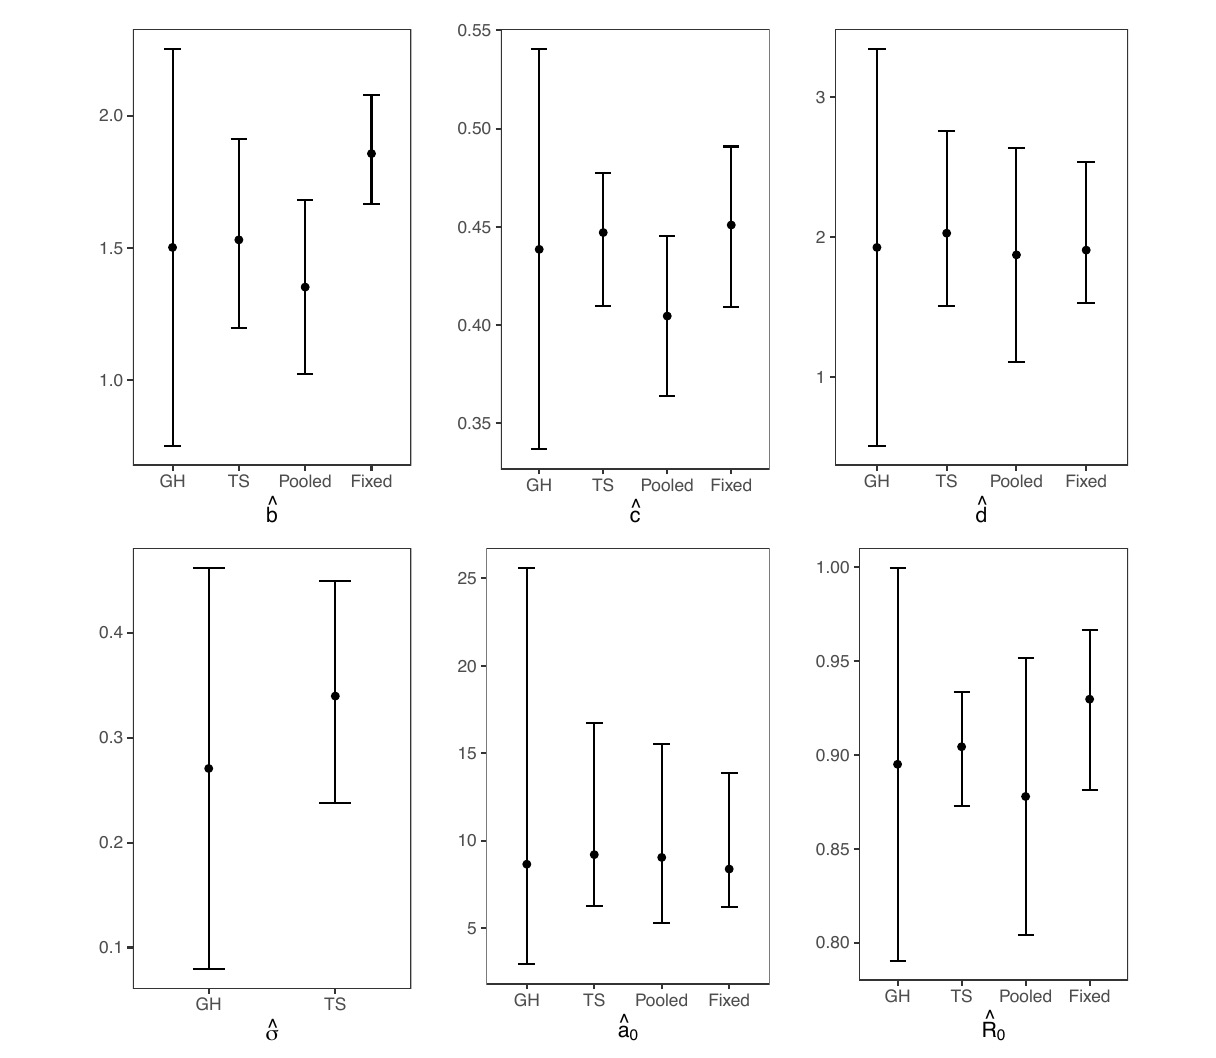 2.0
1.5
1.0
GH TS Pooled Fixed
b̂
0.55
0.50
0.45
0.40
0.35
GH TS Pooled Fixed
ĉ
3
2
1
GH TS Pooled Fixed
d̂
0.4
0.3
0.2
0.1
GH TS
σ̂
25
20
15
10
5
GH TS Pooled Fixed
â₀
1.00
0.95
0.90
0.85
0.80
GH TS Pooled Fixed
R̂₀